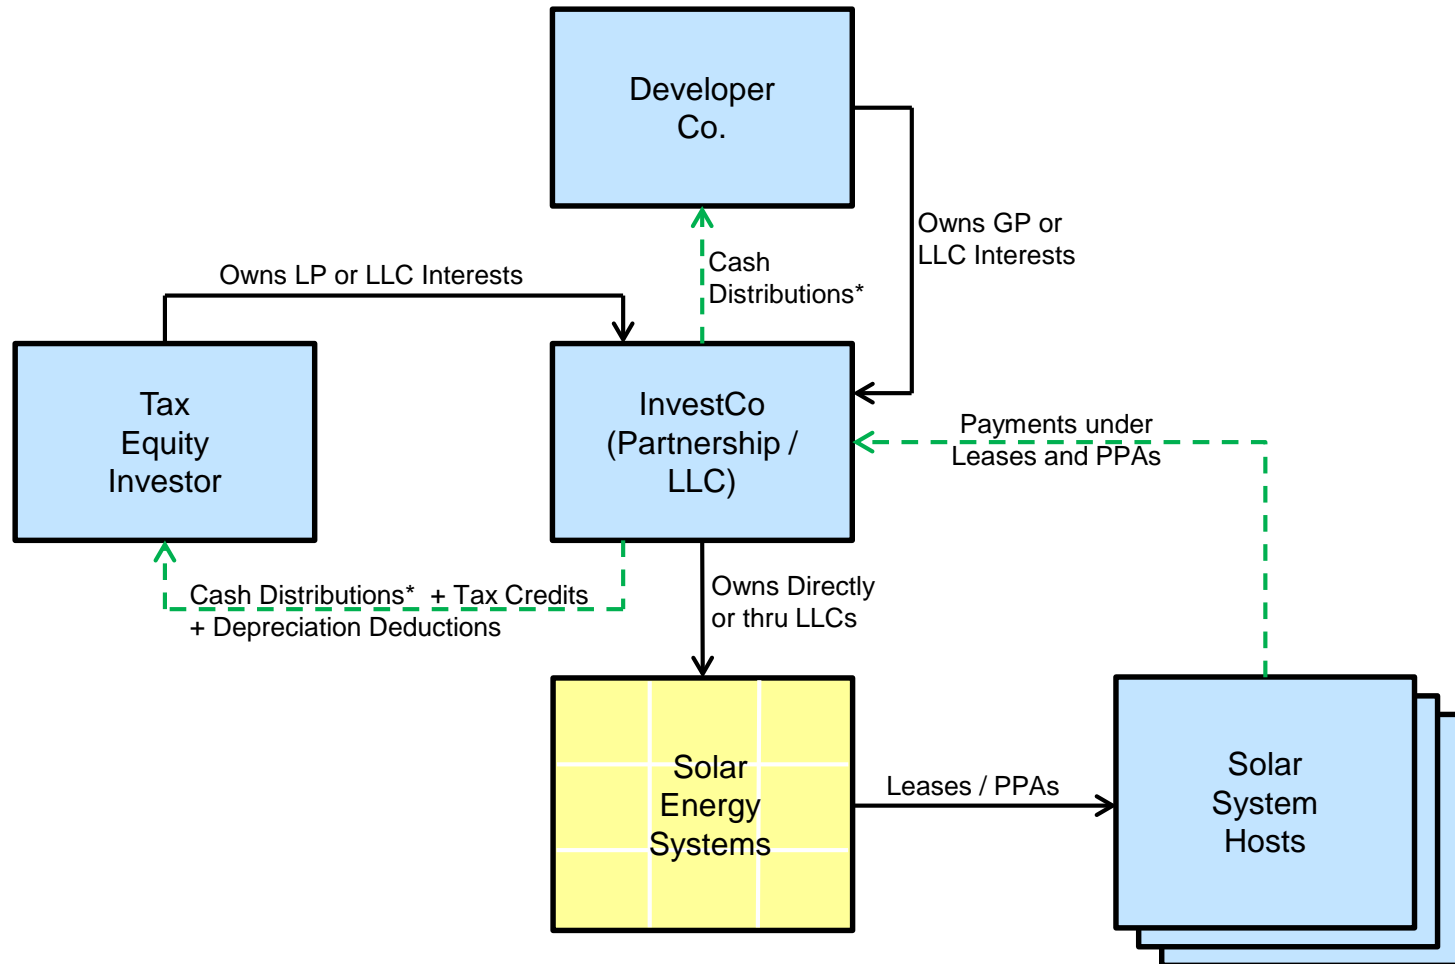 Developer
Co.
Owns GP or
LLC Interests
Cash
Distributions*
Owns LP or LLC Interests
Tax
Equity
Investor
InvestCo
(Partnership /
LLC)
Payments under
Leases and PPAs
Cash Distributions*  + Tax Credits
+ Depreciation Deductions
Owns Directly
or thru LLCs
Solar
Energy
Systems
Leases / PPAs
Solar
System
Hosts